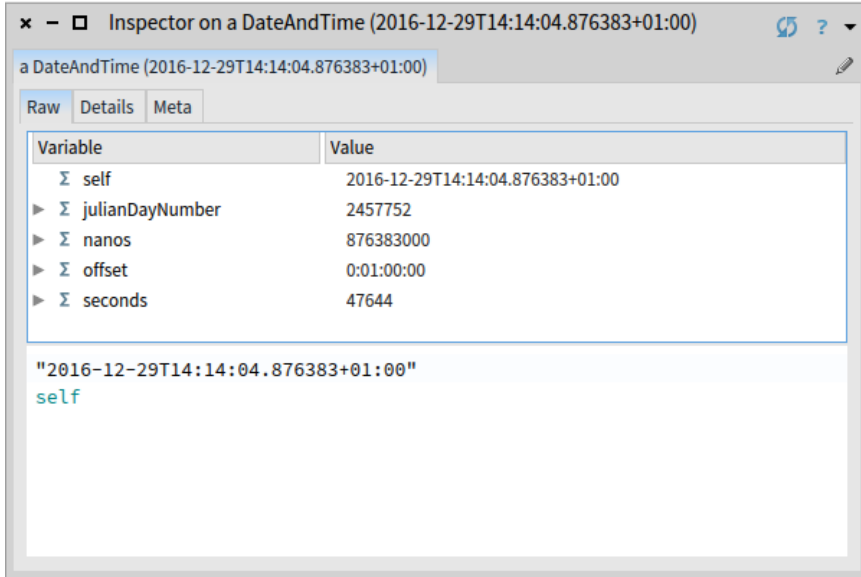 Inspector on a DateAndTime (2016-12-29T14:14:04.876383+01:00)
?
a DateAndTime (2016-12-29T14:14:04.876383+01:00)
Raw Details Meta
Variable Value
Σ self 2016-12-29T14:14:04.876383+01:00
Σ julianDayNumber 2457752
Σ nanos 876383000
Σ offset 0:01:00:00
Σ seconds 47644
"2016-12-29T14:14:04.876383+01:00"
self